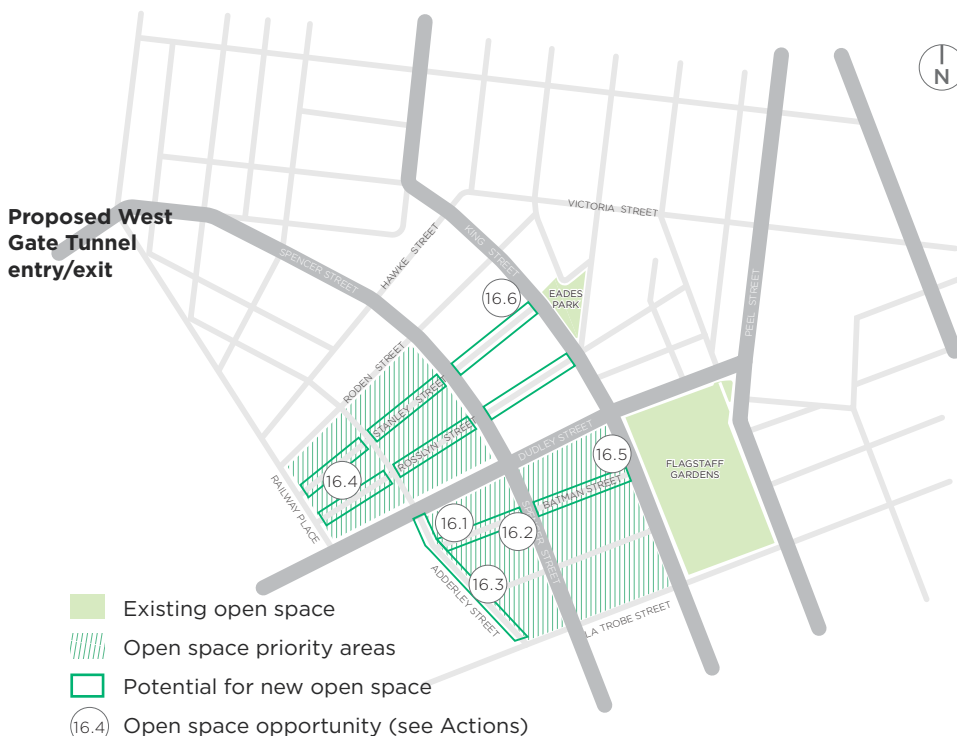 N
VICTORIA STREET
Proposed West
Gate Tunnel
entry/exit
HAWKE STREET
KING STREET
SPENCER STREET
PEEL STREET
16.6
EADES
PARK
RODEN STREET
STANLEY STREET
ROSSLYN STREET
DUDLEY STREET
16.5
FLAGSTAFF
GARDENS
16.4
BATMAN STREET
RAILWAY PLACE
16.1
16.2
SPENCER STREET
16.3
ADDERLEY STREET
LA TROBE STREET
Existing open space
Open space priority areas
Potential for new open space
16.4 Open space opportunity (see Actions)